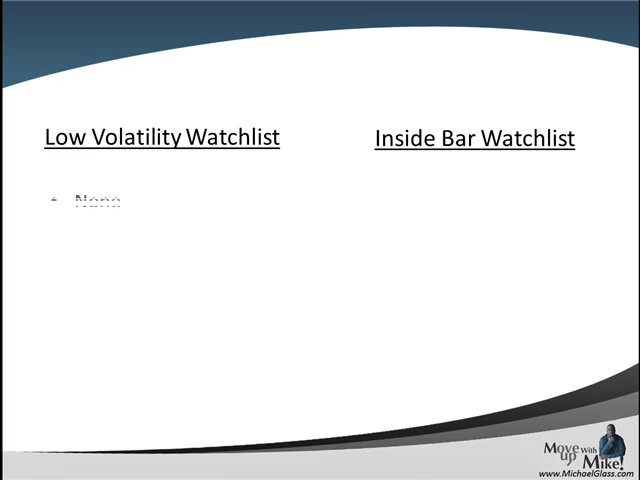 Low Volatility Watchlist
Inside Bar Watchlist
• None
Move
up With
Mike!
www.MichaelGlass.com